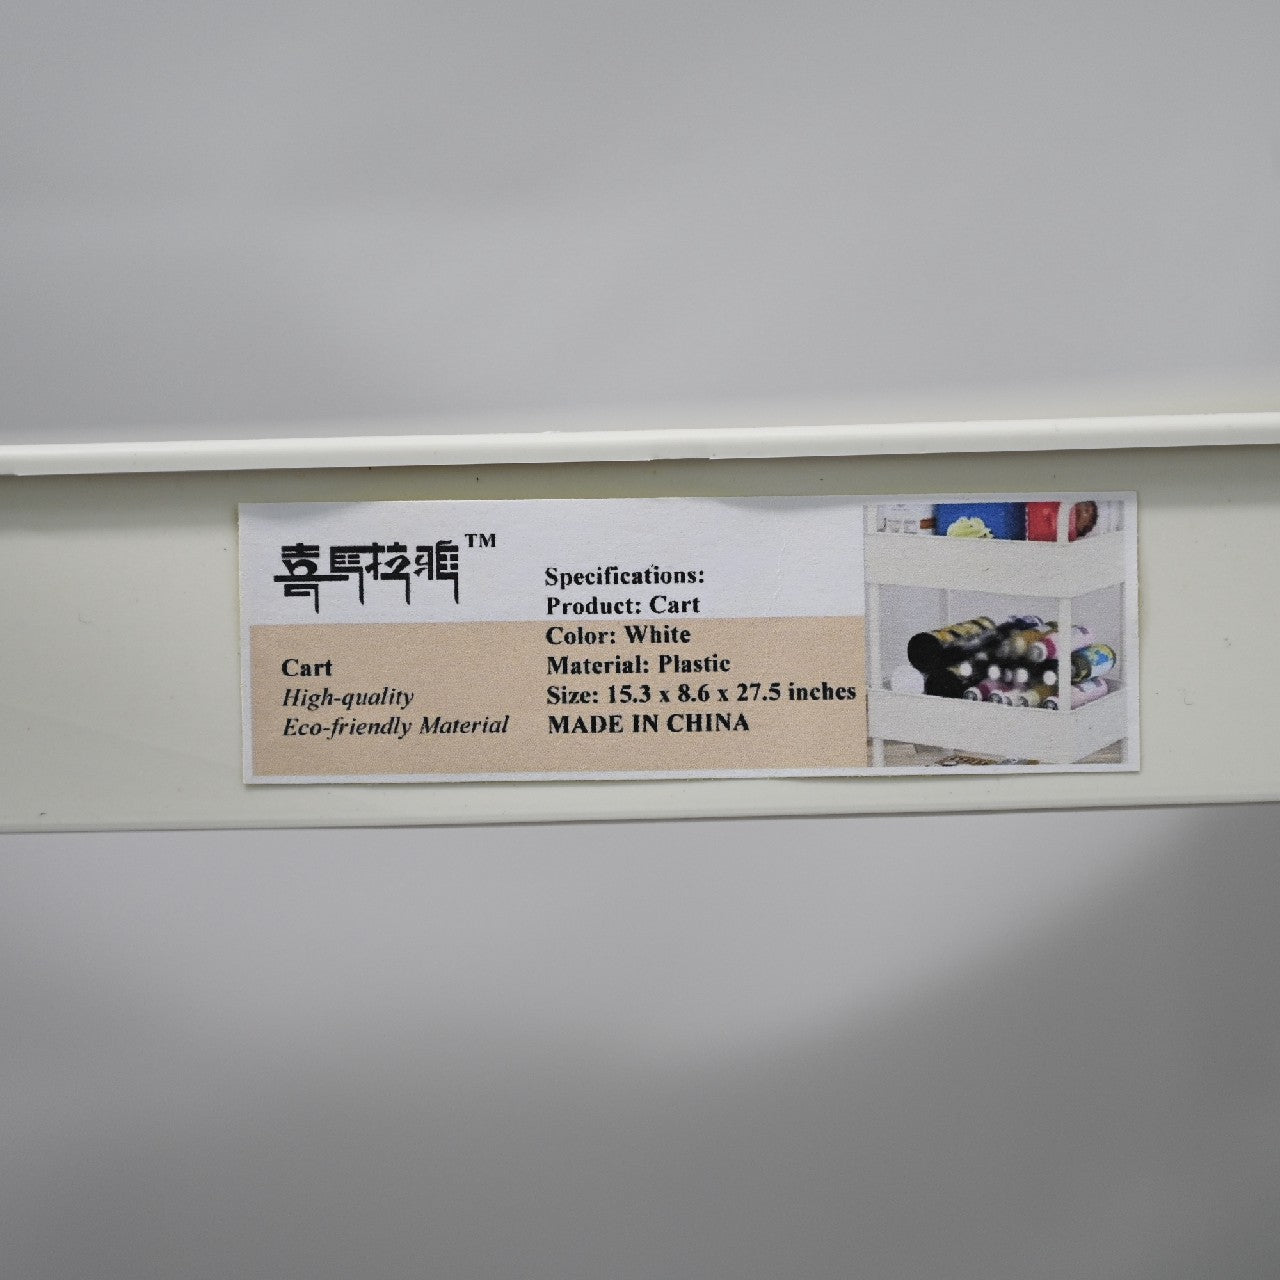 喜馬拉雅™
Cart
High-quality
Eco-friendly Material
Specifications:
Product: Cart
Color: White
Material: Plastic
Size: 15.3 x 8.6 x 27.5 inches
MADE IN CHINA